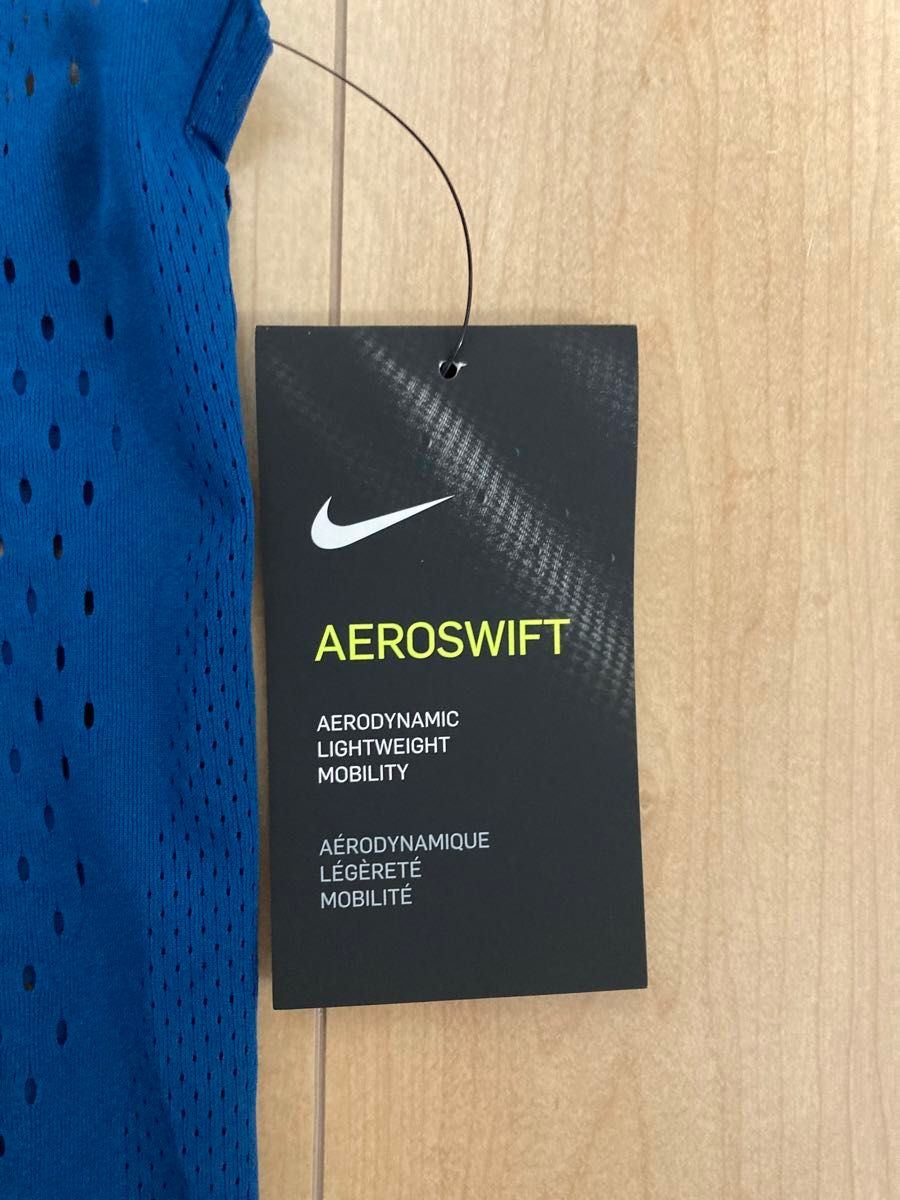 AEROSWIFT
AERODYNAMIC
LIGHTWEIGHT
MOBILITY
AÉRODYNAMIQUE
LÉGÈRETÉ
MOBILITÉ